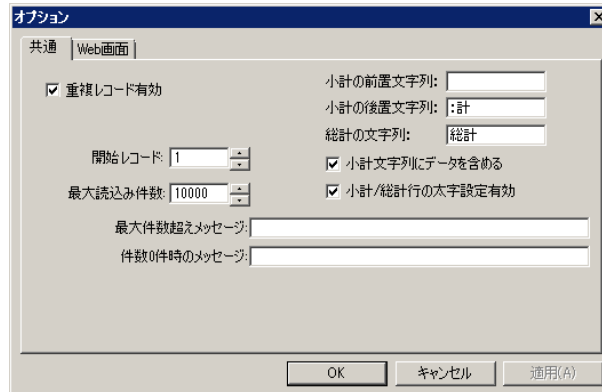 オプション
共通
Web画面
重複レコード有効
小計の前置文字列:
小計の後置文字列: :計
総計の文字列: 総計
開始レコード: 1
小計文字列にデータを含める
最大読込み件数: 10000
小計/総計行の太字設定有効
最大件数超えメッセージ:
件数0件時のメッセージ:
OK
キャンセル
適用(A)